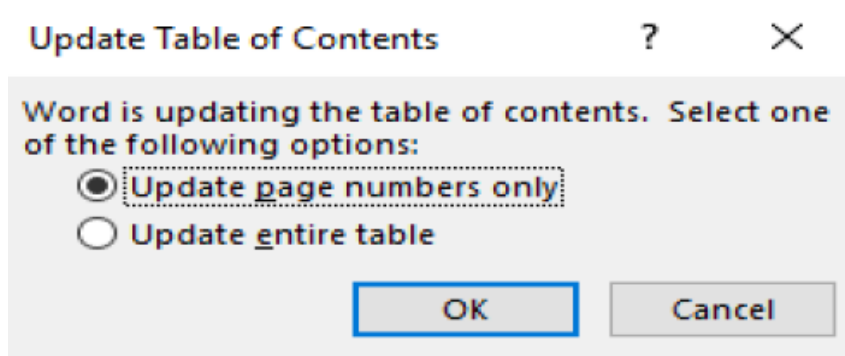 Update Table of Contents ? ×
Word is updating the table of contents. Select one
of the following options:
Update page numbers only
Update entire table
OK Cancel